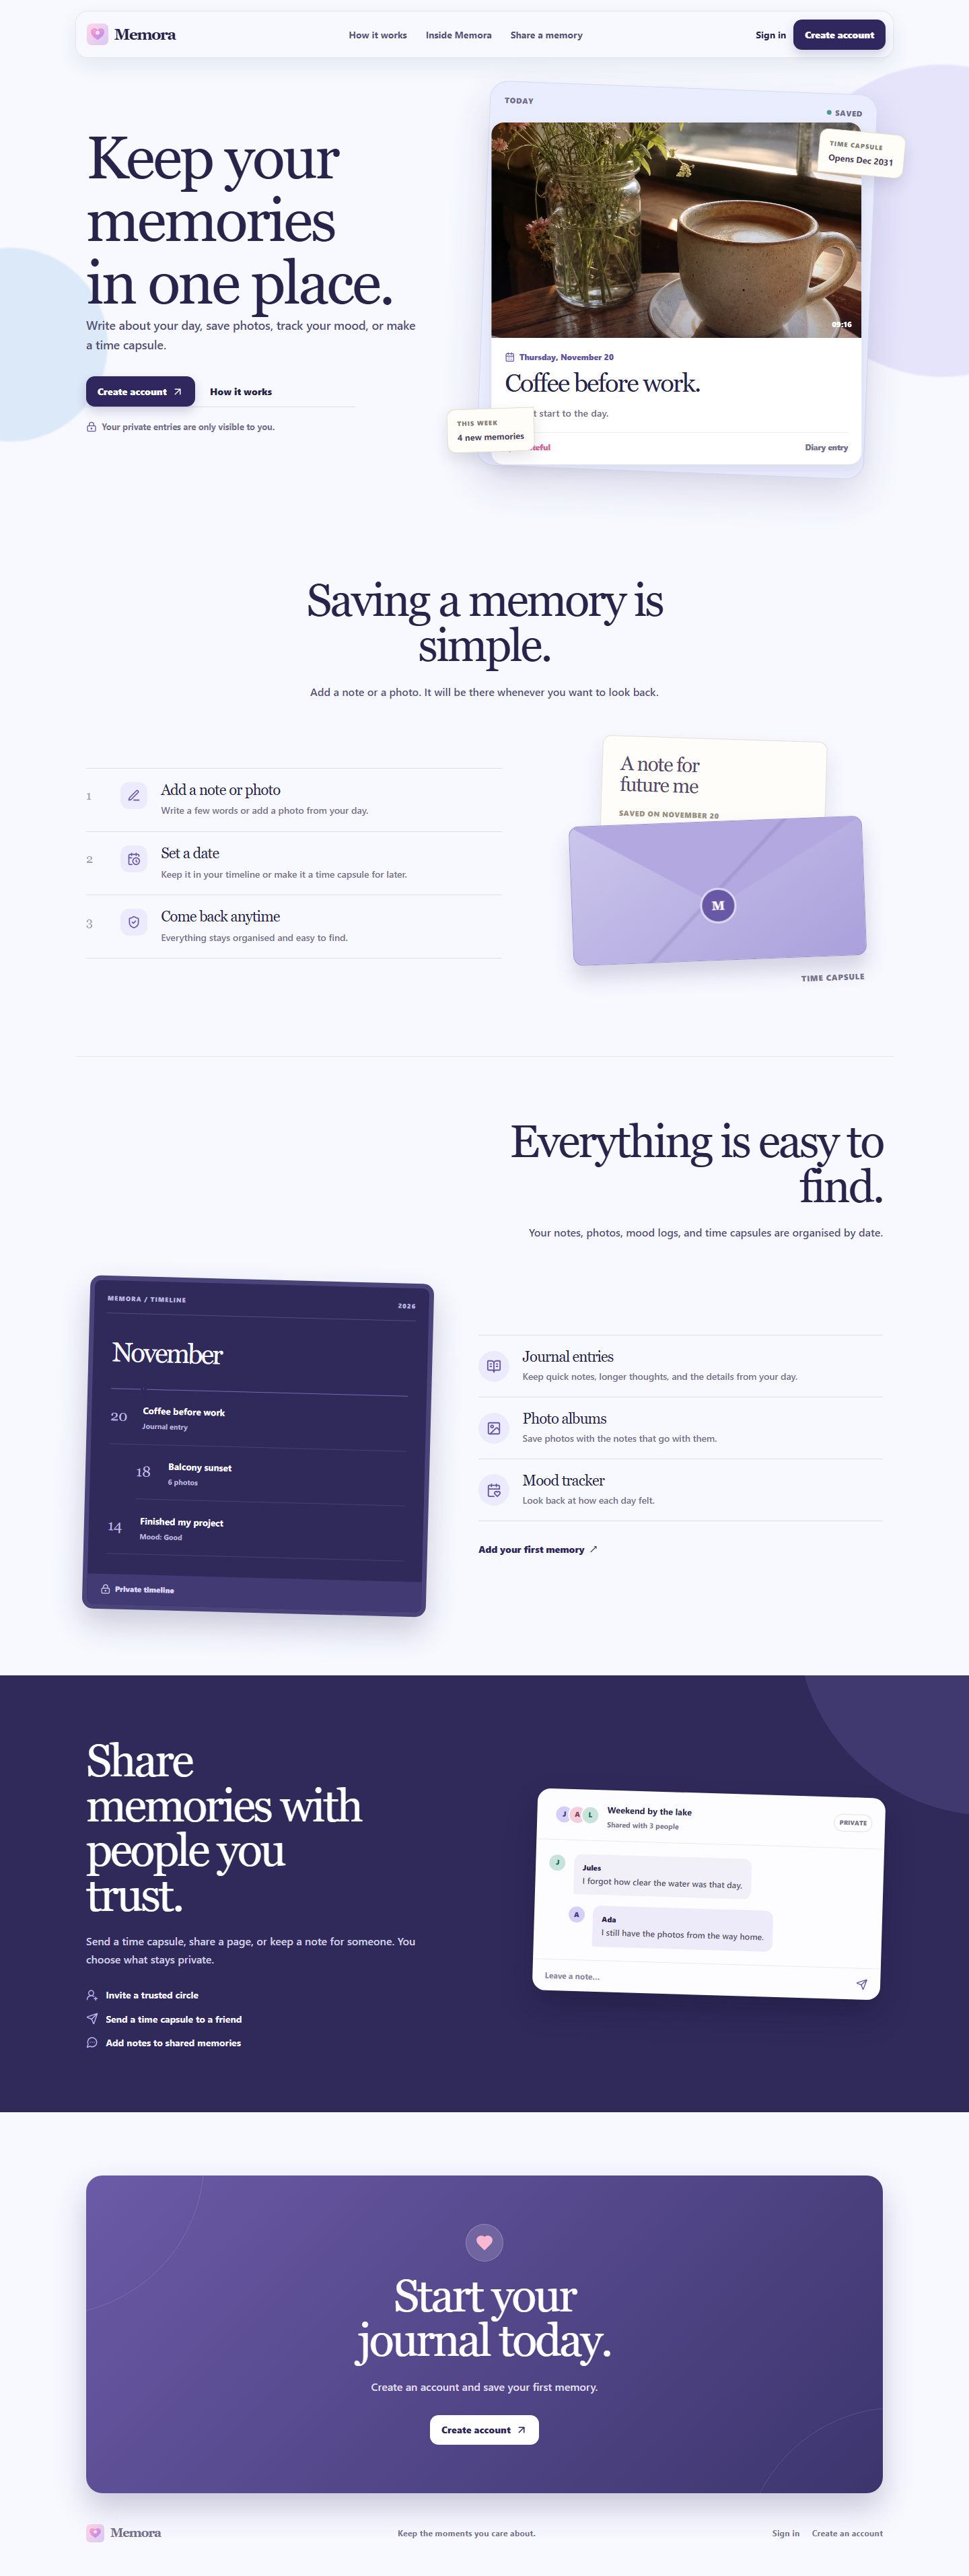 Memora
How it works
Inside Memora
Share a memory
Sign in
Create account
Keep your
memories
in one place.
Write about your day, save photos, track your mood, or make
a time capsule.
Create account
How it works
Your private entries are only visible to you.
TODAY
SAVED
TIME CAPSULE
Opens Dec 2031
09:16
Thursday, November 20
Coffee before work.
t start to the day.
THIS WEEK
4 new memories
teful
Diary entry
Saving a memory is
simple.
Add a note or a photo. It will be there whenever you want to look back.
1
Add a note or photo
Write a few words or add a photo from your day.
2
Set a date
Keep it in your timeline or make it a time capsule for later.
3
Come back anytime
Everything stays organised and easy to find.
A note for
future me
SAVED ON NOVEMBER 20
M
TIME CAPSULE
Everything is easy to
find.
Your notes, photos, mood logs, and time capsules are organised by date.
MEMORA / TIMELINE
2026
November
20
Coffee before work
Journal entry
18
Balcony sunset
6 photos
14
Finished my project
Mood: Good
Private timeline
Journal entries
Keep quick notes, longer thoughts, and the details from your day.
Photo albums
Save photos with the notes that go with them.
Mood tracker
Look back at how each day felt.
Add your first memory
Share
memories with
people you
trust.
Send a time capsule, share a page, or keep a note for someone. You
choose what stays private.
Invite a trusted circle
Send a time capsule to a friend
Add notes to shared memories
J A L
Weekend by the lake
Shared with 3 people
PRIVATE
J
Jules
I forgot how clear the water was that day.
A
Ada
I still have the photos from the way home.
Leave a note...
Start your
journal today.
Create an account and save your first memory.
Create account
Memora
Keep the moments you care about.
Sign in
Create an account